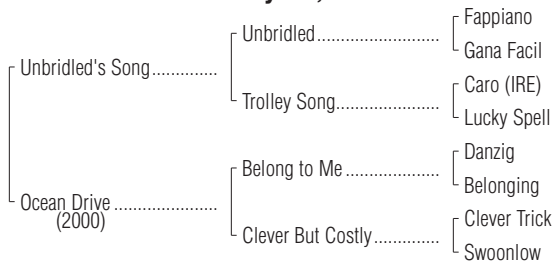 Fappiano
Unbridled........................
Gana Facil
Unbridled's Song.............
Caro (IRE)
Trolley Song....................
Lucky Spell
Danzig
Belong to Me ...................
Belonging
Ocean Drive .....................
(2000)
Clever Trick
Clever But Costly.............
Swoonlow